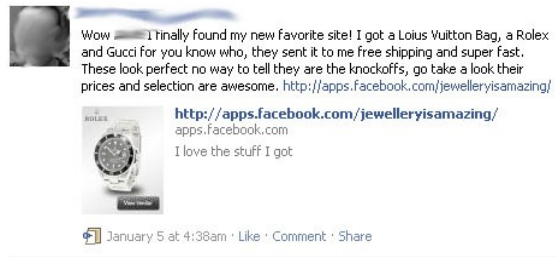 Wow I finally found my new favorite site! I got a Loius Vuitton Bag, a Rolex
and Gucci for you know who, they sent it to me free shipping and super fast.
These look perfect no way to tell they are the knockoffs, go take a look their
prices and selection are awesome. http://apps.facebook.com/jewelleryisamazing/
http://apps.facebook.com/jewelleryisamazing/
apps.facebook.com
I love the stuff I got
ROLEX
View Similar
January 5 at 4:38am · Like · Comment · Share